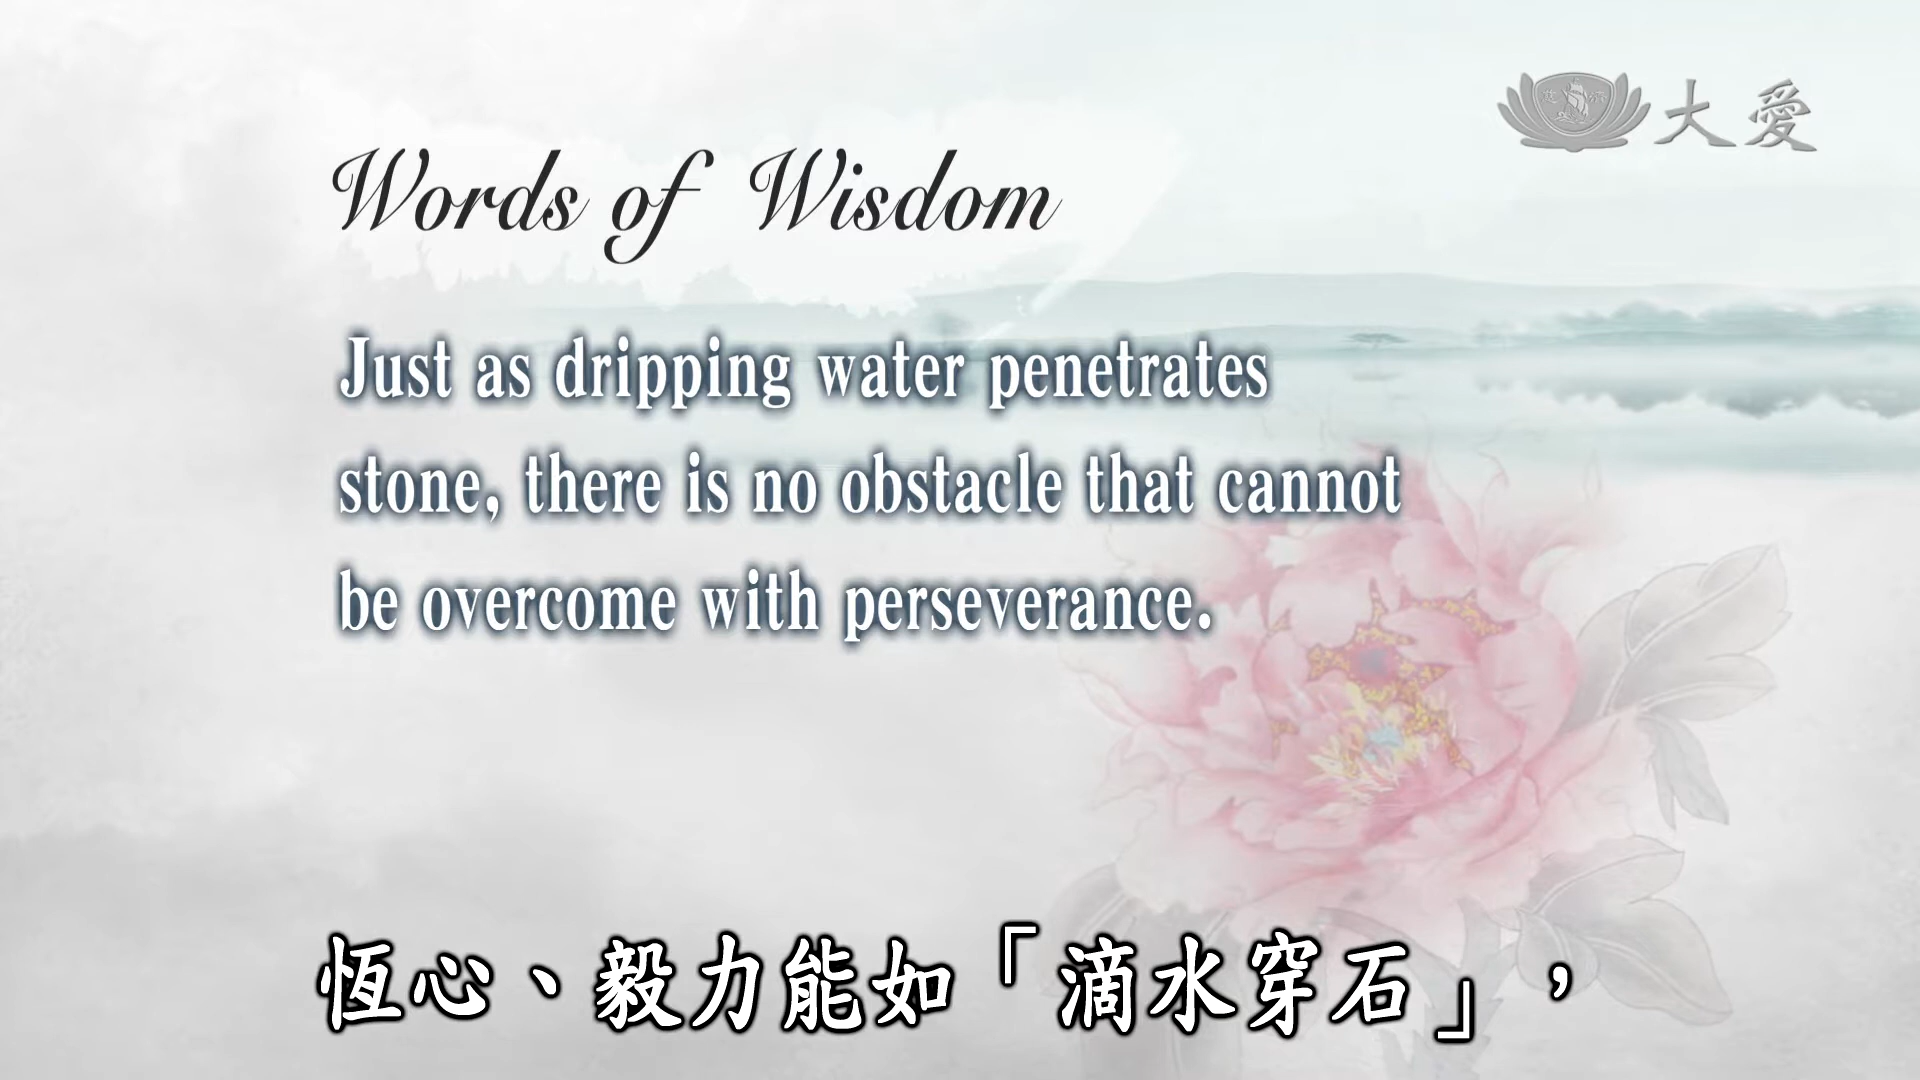 大愛
Words of Wisdom
Just as dripping water penetrates
stone, there is no obstacle that cannot
be overcome with perseverance.
恆心、毅力能如「滴水穿石」，